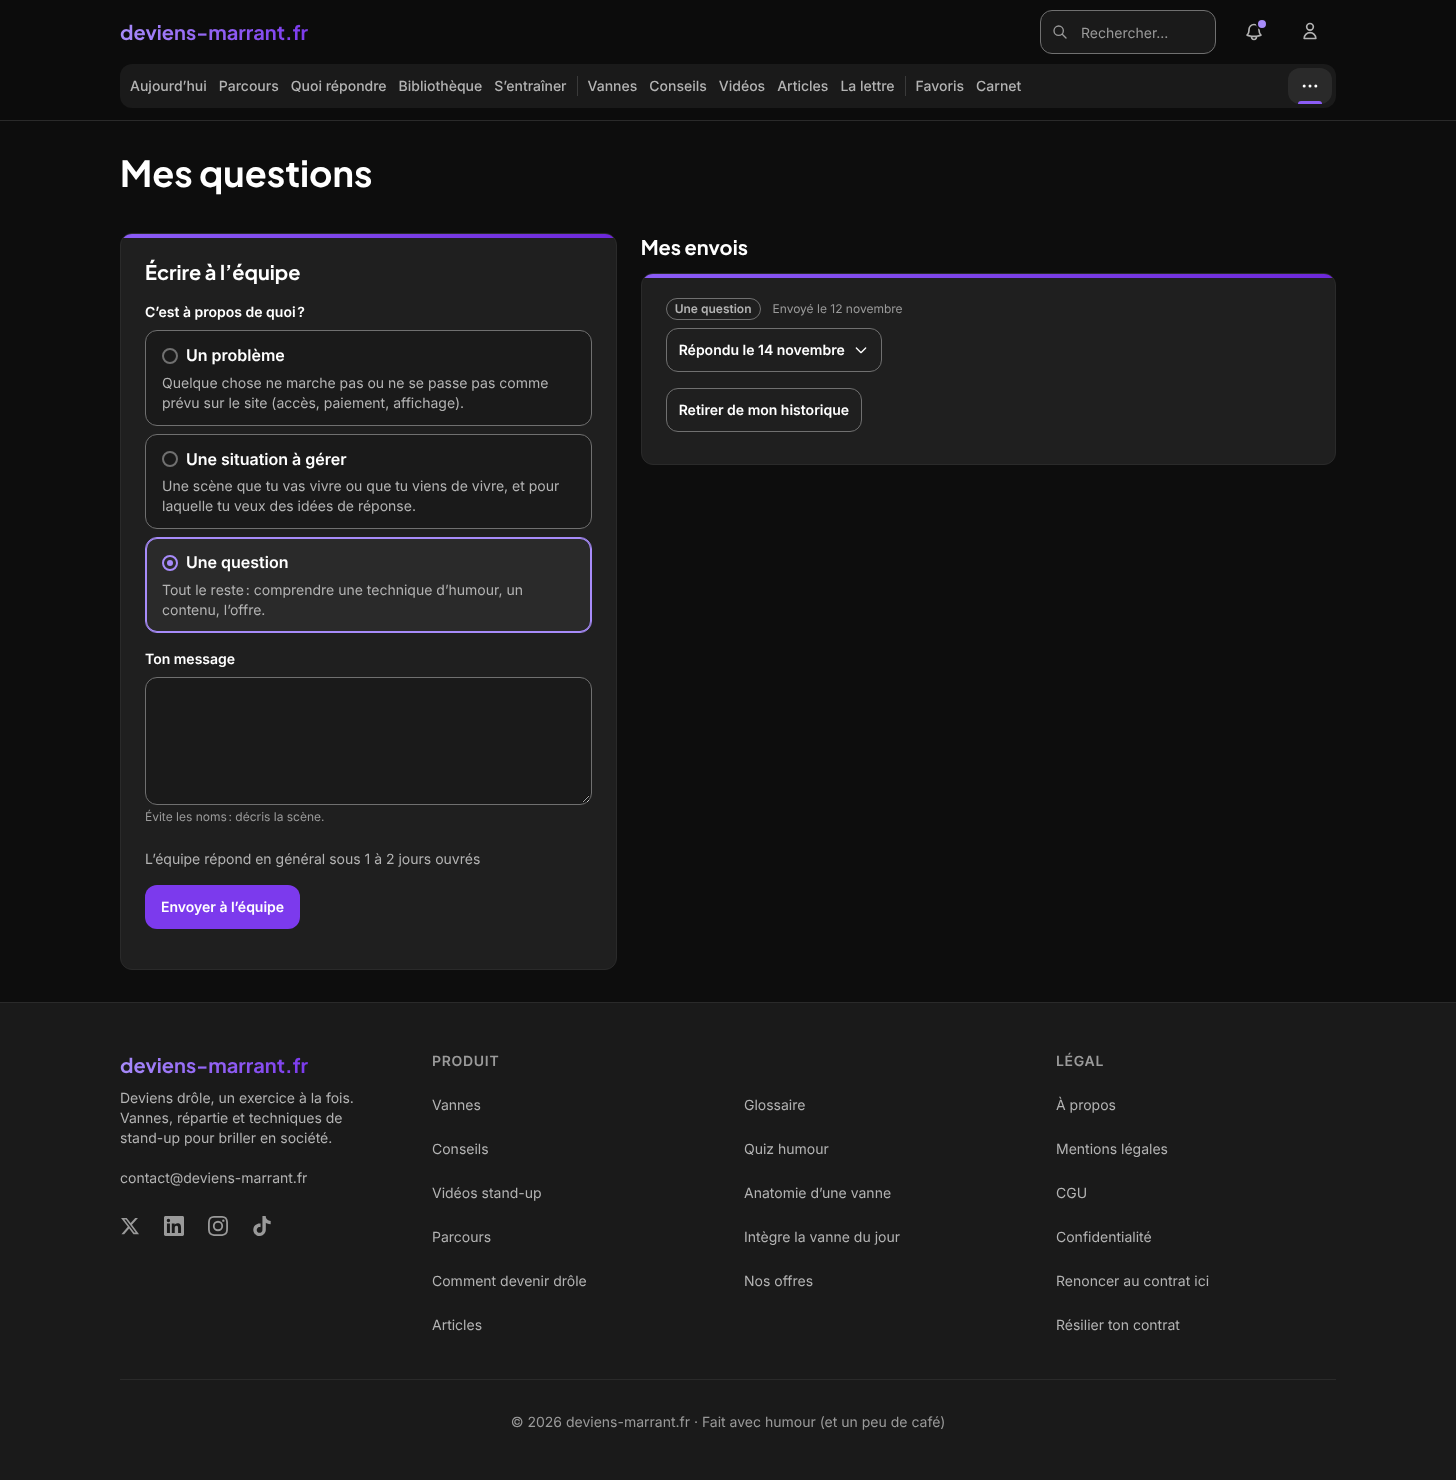 deviens-marrant.fr
Rechercher...
Aujourd’hui Parcours Quoi répondre Bibliothèque S’entraîner Vannes Conseils Vidéos Articles La lettre Favoris Carnet
Mes questions
Écrire à l’équipe
C’est à propos de quoi ?
Un problème
Quelque chose ne marche pas ou ne se passe pas comme
prévu sur le site (accès, paiement, affichage).
Une situation à gérer
Une scène que tu vas vivre ou que tu viens de vivre, et pour
laquelle tu veux des idées de réponse.
Une question
Tout le reste : comprendre une technique d’humour, un
contenu, l’offre.
Ton message
Évite les noms : décris la scène.
L’équipe répond en général sous 1 à 2 jours ouvrés
Envoyer à l’équipe
Mes envois
Une question Envoyé le 12 novembre
Répondu le 14 novembre
Retirer de mon historique
deviens-marrant.fr
Deviens drôle, un exercice à la fois.
Vannes, répartie et techniques de
stand-up pour briller en société.
contact@deviens-marrant.fr
PRODUIT
Vannes
Conseils
Vidéos stand-up
Parcours
Comment devenir drôle
Articles
Glossaire
Quiz humour
Anatomie d’une vanne
Intègre la vanne du jour
Nos offres
LÉGAL
À propos
Mentions légales
CGU
Confidentialité
Renoncer au contrat ici
Résilier ton contrat
© 2026 deviens-marrant.fr · Fait avec humour (et un peu de café)